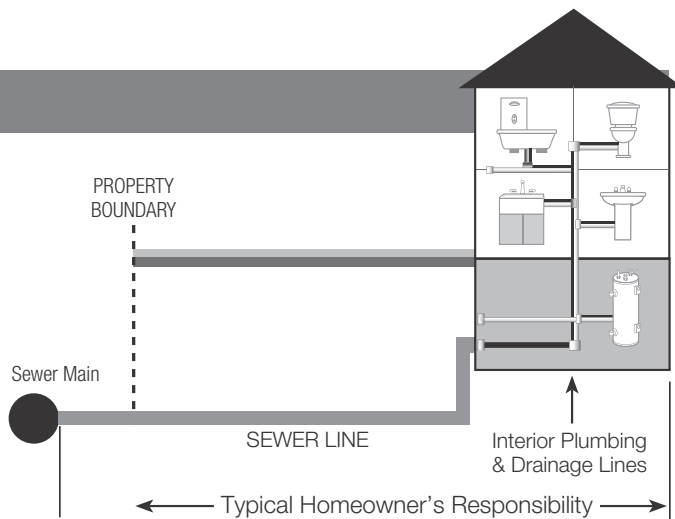 PROPERTY
BOUNDARY
Sewer Main
SEWER LINE
Interior Plumbing
& Drainage Lines
Typical Homeowner’s Responsibility